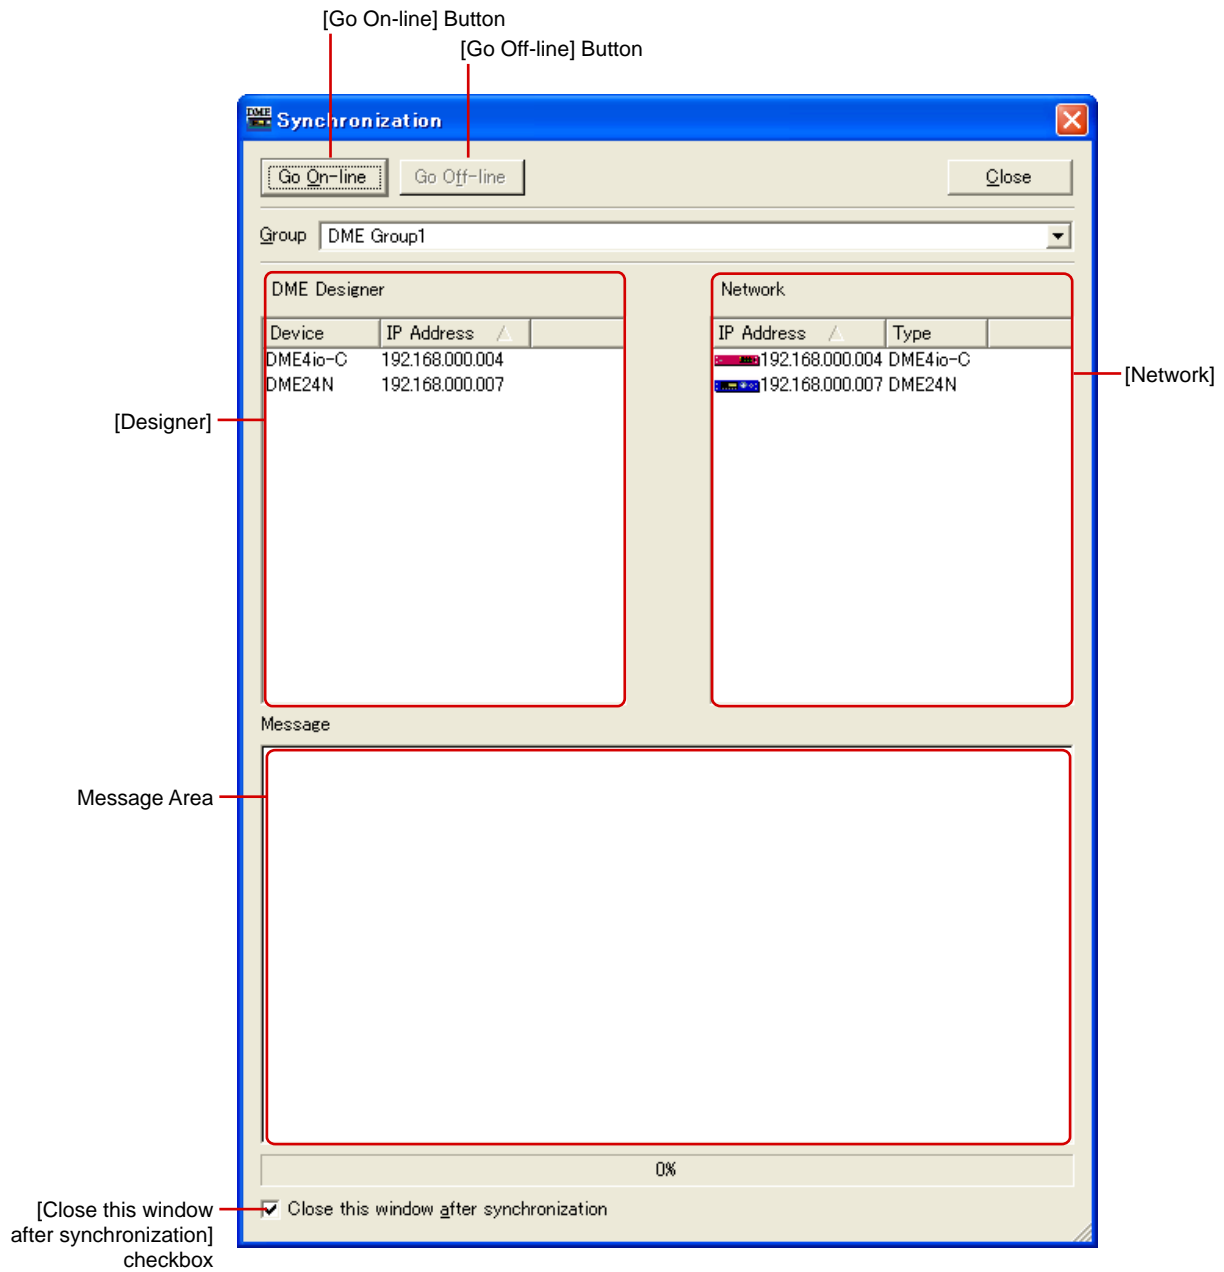 [Go On-line] Button
[Go Off-line] Button
DME Synchronization
Go On-line Go Off-line Close
Group DME Group1
DME Designer
Device IP Address
DME4io-C 192.168.000.004
DME24N 192.168.000.007
Network
IP Address Type
192.168.000.004 DME4io-C
192.168.000.007 DME24N
[Network]
[Designer]
Message
Message Area
0%
[Close this window
after synchronization]
checkbox
Close this window after synchronization